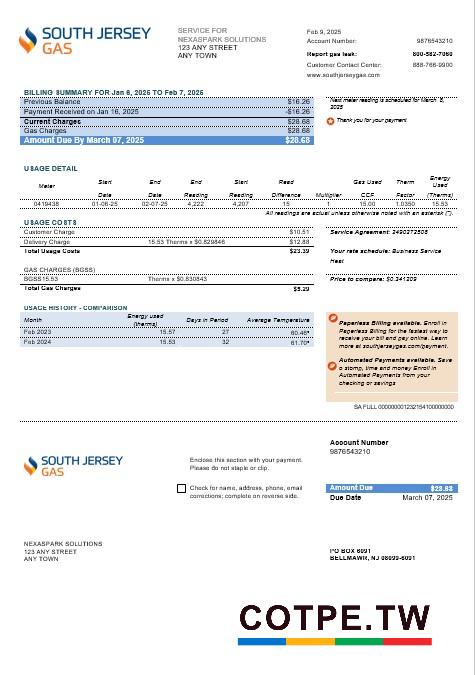 SOUTH JERSEY
GAS
SERVICE FOR
NEXASPARK SOLUTIONS
123 ANY STREET
ANY TOWN
Feb 9, 2025
Account Number: 9876543210
Report gas leak: 800-582-7060
Customer Contact Center: 888-766-9900
www.southjerseygas.com
BILLING SUMMARY FOR Jan 6, 2025 TO Feb 7, 2025
Previous Balance $16.26
Payment Received on Jan 16, 2025 -$16.26
Current Charges $28.68
Gas Charges $28.68
Amount Due By March 07, 2025 $28.68
Next meter reading is scheduled for March 8,
2025
Thank you for your payment
USAGE DETAIL
Meter Start Date End Date End Reading Start Reading Read Difference Multiplier Gas Used CCF Therm Factor Energy Used (Therms)
0419438 01-06-25 02-07-25 4,222 4,207 15 1 15.00 1.0350 15.53
All readings are actual unless otherwise noted with an asterisk (*).
USAGE COSTS
Customer Charge $10.51
Delivery Charge 15.53 Therms x $0.829846 $12.88
Total Usage Costs $23.39
Service Agreement: 2490372508
Your rate schedule: Business Service
Heat
GAS CHARGES (BGSS)
BGSS15.53 Therms x $0.830843
Total Gas Charges $5.29
Price to compare: $0.341209
USAGE HISTORY - COMPARISON
Month Energy used (therms) Days in Period Average Temperature
Feb 2023 15.57 27 60.46*
Feb 2024 15.53 32 61.70*
Paperless Billing available. Enroll in
Paperless Billing for the fastest way to
receive your bill and pay online. Learn
more at southjerseygas.com/payment.
Automated Payments available. Save
a stomp, time and money Enroll in
Automated Payments from your
checking or savings
SA FULL
SOUTH JERSEY
GAS
Enclose this section with your payment.
Please do not staple or clip.
Check for name, address, phone, email
corrections; complete on reverse side.
Account Number
9876543210
Amount Due $28.68
Due Date March 07, 2025
NEXASPARK SOLUTIONS
123 ANY STREET
ANY TOWN
PO BOX 6091
BELLMAWR, NJ 08099-6091
COTPE.TW